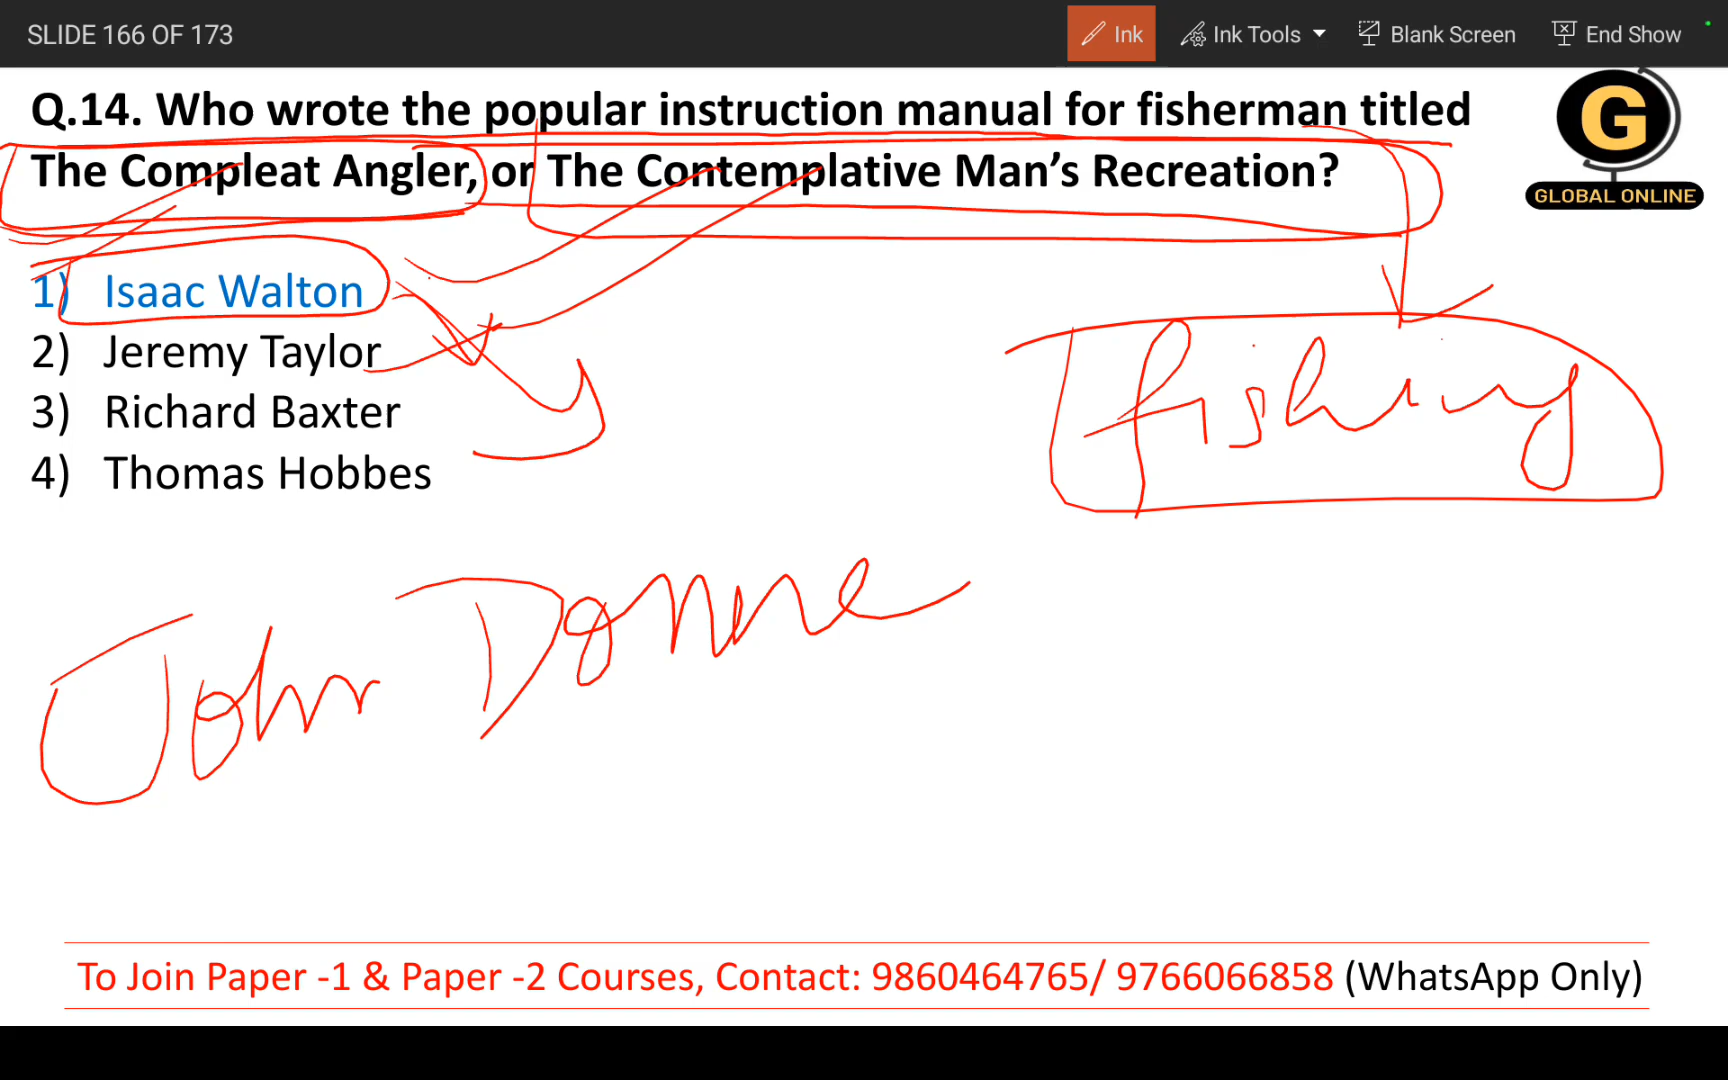 SLIDE 166 OF 173
Ink
Ink Tools
Blank Screen
End Show
Q.14. Who wrote the popular instruction manual for fisherman titled
The Compleat Angler, or The Contemplative Man’s Recreation?
G
GLOBAL ONLINE
1) Isaac Walton
2) Jeremy Taylor
3) Richard Baxter
4) Thomas Hobbes
fishing
John Donne
To Join Paper -1 & Paper -2 Courses, Contact: 9860464765/ 9766066858 (WhatsApp Only)